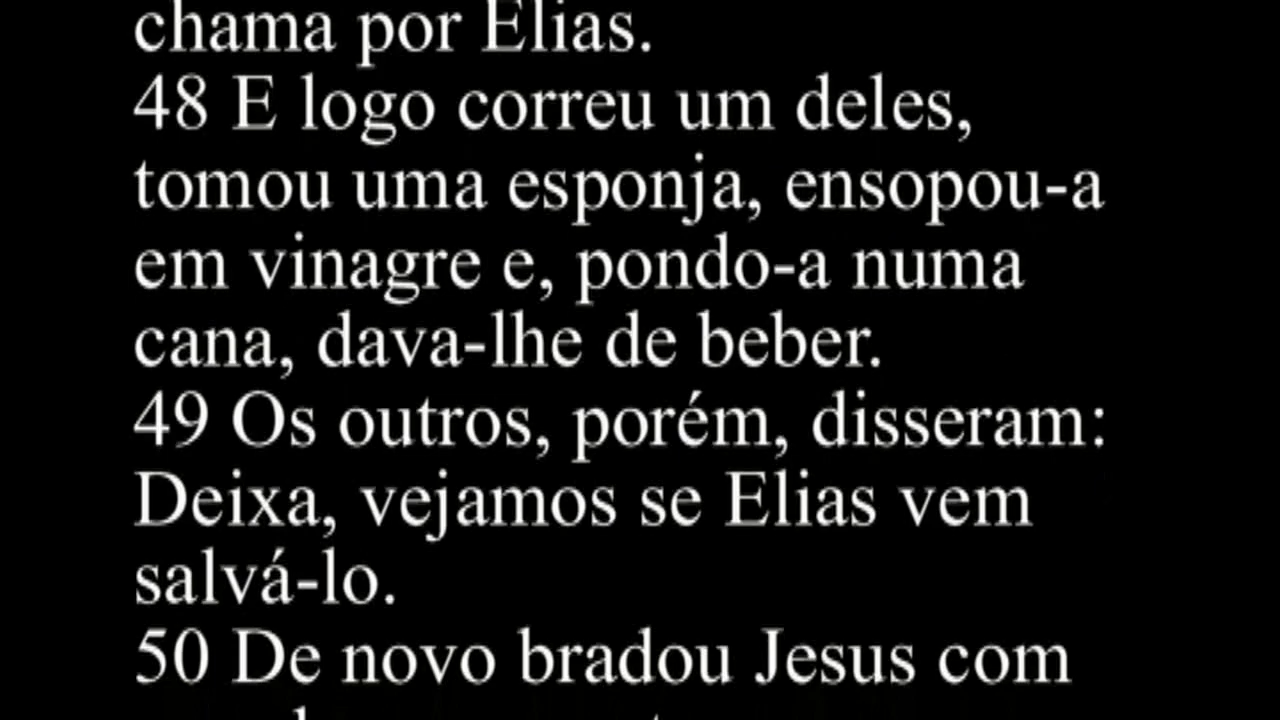 chama por Elias.
48 E logo correu um deles,
tomou uma esponja, ensopou-a
em vinagre e, pondo-a numa
cana, dava-lhe de beber.
49 Os outros, porém, disseram:
Deixa, vejamos se Elias vem
salvá-lo.
50 De novo bradou Jesus com